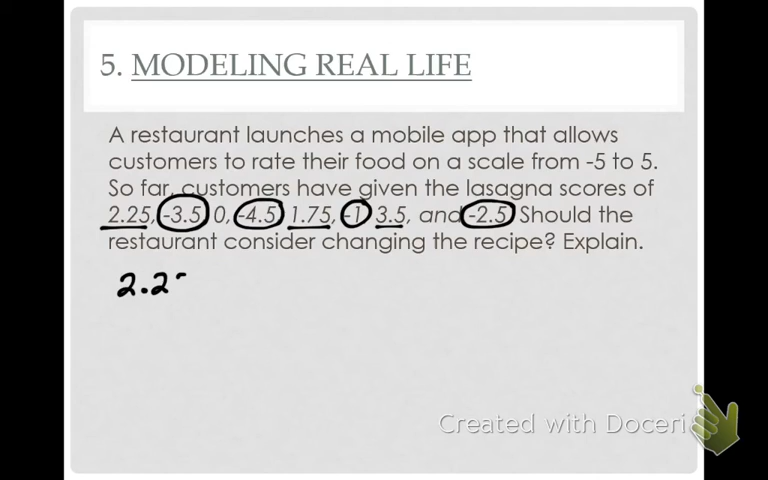 5. MODELING REAL LIFE
A restaurant launches a mobile app that allows
customers to rate their food on a scale from -5 to 5.
So far, customers have given the lasagna scores of
2.25, -3.5 0, -4.5 1.75, -1 3.5, and -2.5 Should the
restaurant consider changing the recipe? Explain.
2.2
Created with Doceri